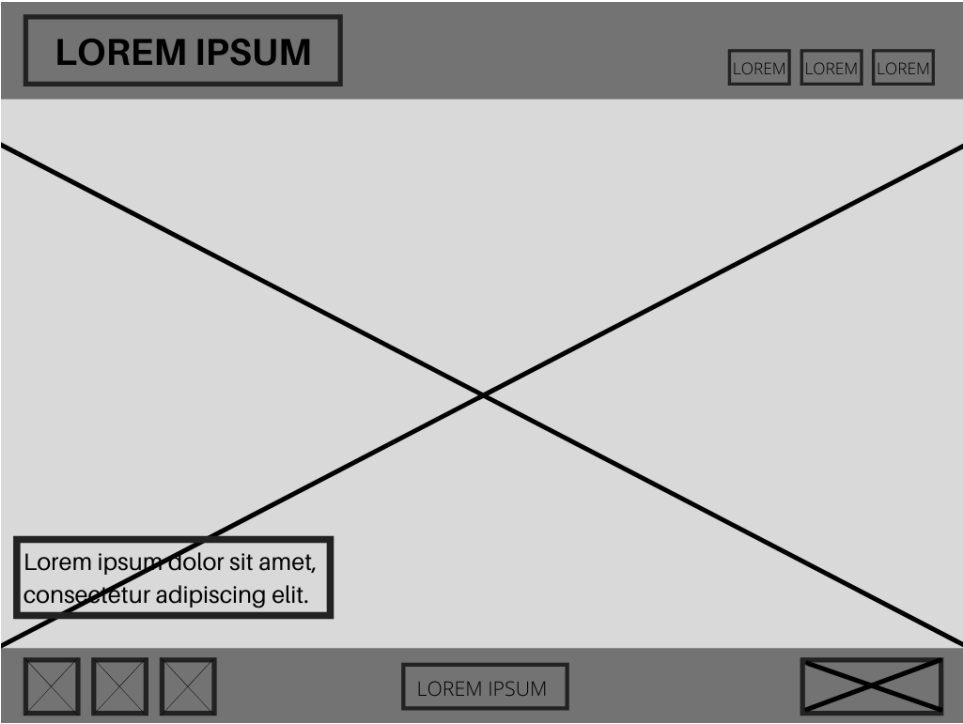 LOREM IPSUM
LOREM LOREM LOREM
Lorem ipsum dolor sit amet,
consectetur adipiscing elit.
LOREM IPSUM